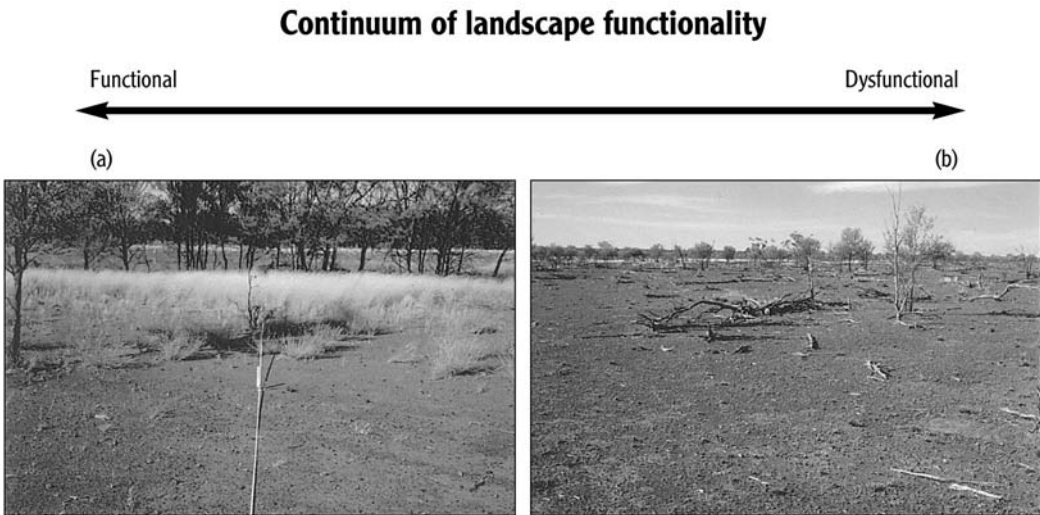 Continuum of landscape functionality
Functional
Dysfunctional
(a)
(b)